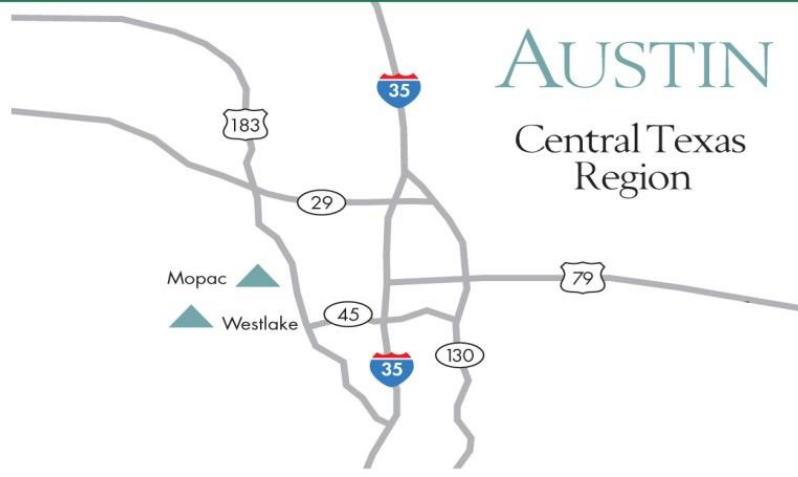 AUSTIN
Central Texas
Region
35
183
29
79
Mopac
45
Westlake
130
35